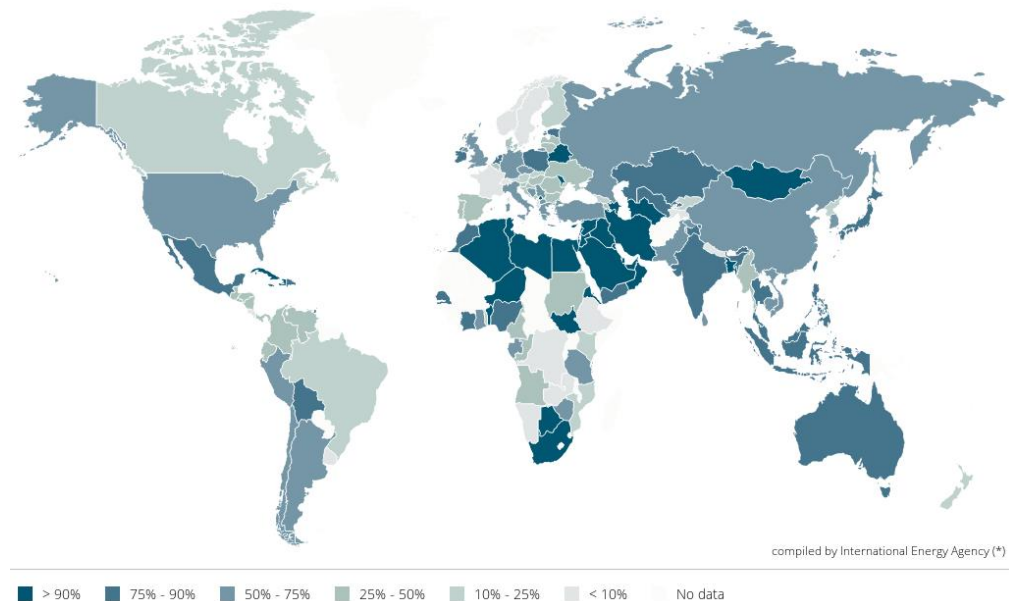 compiled by International Energy Agency (*)
> 90% 75% - 90% 50% - 75% 25% - 50% 10% - 25% < 10% No data